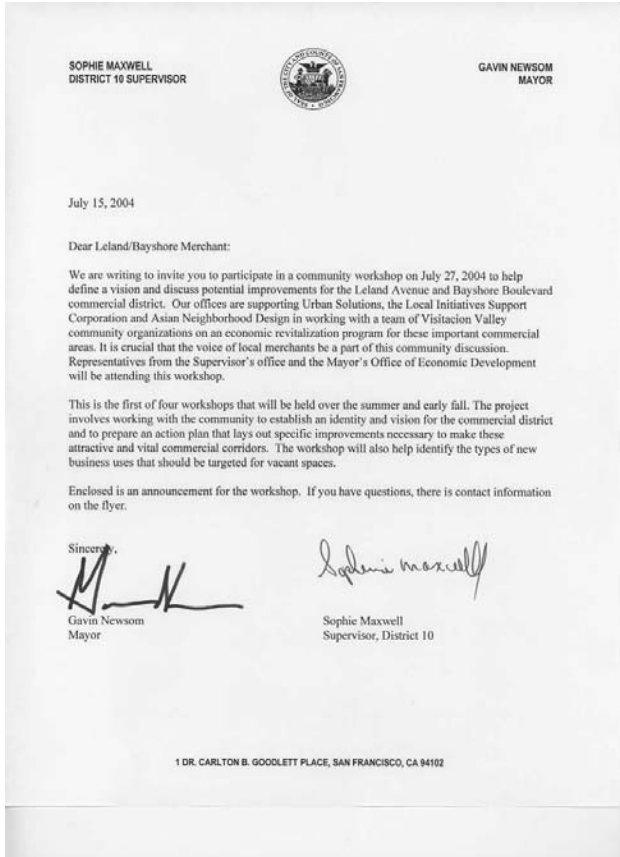 SOPHIE MAXWELL
DISTRICT 10 SUPERVISOR
GAVIN NEWSOM
MAYOR
July 15, 2004
Dear Leland/Bayshore Merchant:
We are writing to invite you to participate in a community workshop on July 27, 2004 to help
define a vision and discuss potential improvements for the Leland Avenue and Bayshore Boulevard
commercial district. Our offices are supporting Urban Solutions, the Local Initiatives Support
Corporation and Asian Neighborhood Design in working with a team of Visitacion Valley
community organizations on an economic revitalization program for these important commercial
areas. It is crucial that the voice of local merchants be a part of this community discussion.
Representatives from the Supervisor's office and the Mayor's Office of Economic Development
will be attending this workshop.
This is the first of four workshops that will be held over the summer and early fall. The project
involves working with the community to establish an identity and vision for the commercial district
and to prepare an action plan that lays out specific improvements necessary to make these
attractive and vital commercial corridors. The workshop will also help identify the types of new
business uses that should be targeted for vacant spaces.
Enclosed is an announcement for the workshop. If you have questions, there is contact information
on the flyer.
Sincerely,
Sophie Maxwell
Gavin Newsom
Mayor
Sophie Maxwell
Supervisor, District 10
1 DR. CARLTON B. GOODLETT PLACE, SAN FRANCISCO, CA 94102